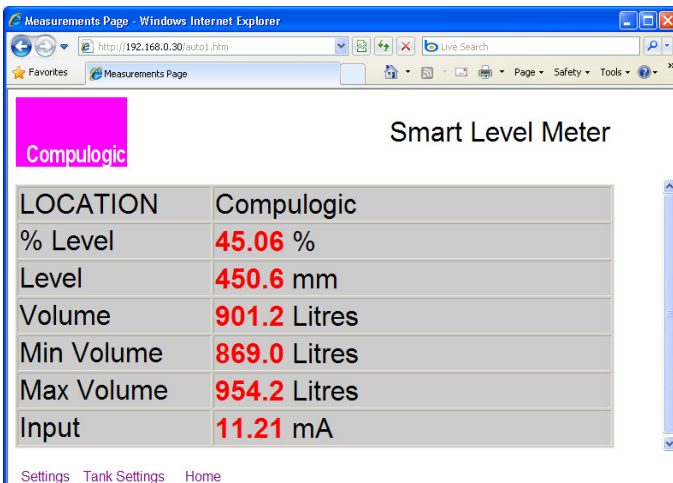 Measurements Page - Windows Internet Explorer
http://192.168.0.30/auto1.htm
Live Search
Favorites Measurements Page Page Safety Tools
Compulogic
Smart Level Meter
LOCATION Compulogic
% Level 45.06 %
Level 450.6 mm
Volume 901.2 Litres
Min Volume 869.0 Litres
Max Volume 954.2 Litres
Input 11.21 mA
Settings Tank Settings Home